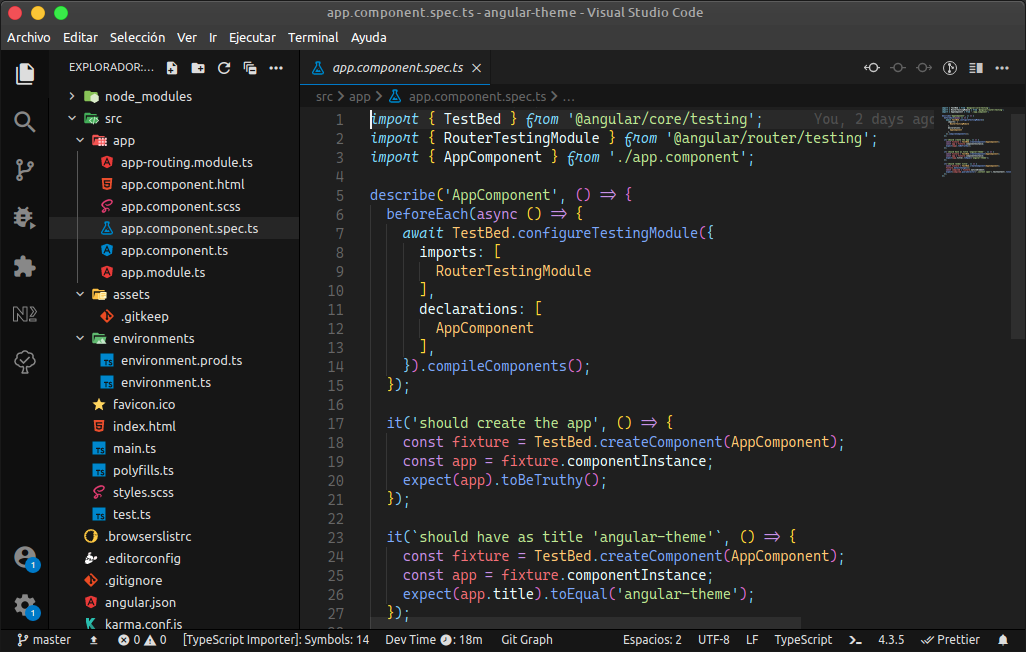 app.component.spec.ts - angular-theme - Visual Studio Code
Archivo Editar Selección Ver Ir Ejecutar Terminal Ayuda
EXPLORADOR:...
node_modules
src
app
app-routing.module.ts
app.component.html
app.component.scss
app.component.spec.ts
app.component.ts
app.module.ts
assets
.gitkeep
environments
environment.prod.ts
environment.ts
favicon.ico
index.html
main.ts
polyfills.ts
styles.scss
test.ts
.browserslistrc
.editorconfig
.gitignore
angular.json
karma.conf.js
1
1
app.component.spec.ts
src > app > app.component.spec.ts > ...
1 import { TestBed } from '@angular/core/testing'; You, 2 days ago
2 import { RouterTestingModule } from '@angular/router/testing';
3 import { AppComponent } from './app.component';
4
5 describe('AppComponent', () => {
6 beforeEach(async () => {
7 await TestBed.configureTestingModule({
8 imports: [
9 RouterTestingModule
10 ],
11 declarations: [
12 AppComponent
13 ],
14 }).compileComponents();
15 });
16
17 it('should create the app', () => {
18 const fixture = TestBed.createComponent(AppComponent);
19 const app = fixture.componentInstance;
20 expect(app).toBeTruthy();
21 });
22
23 it(`should have as title 'angular-theme'`, () => {
24 const fixture = TestBed.createComponent(AppComponent);
25 const app = fixture.componentInstance;
26 expect(app.title).toEqual('angular-theme');
27 });
master 0 0 [TypeScript Importer]: Symbols: 14 Dev Time : 18m Git Graph Espacios: 2 UTF-8 LF TypeScript 4.3.5 Prettier